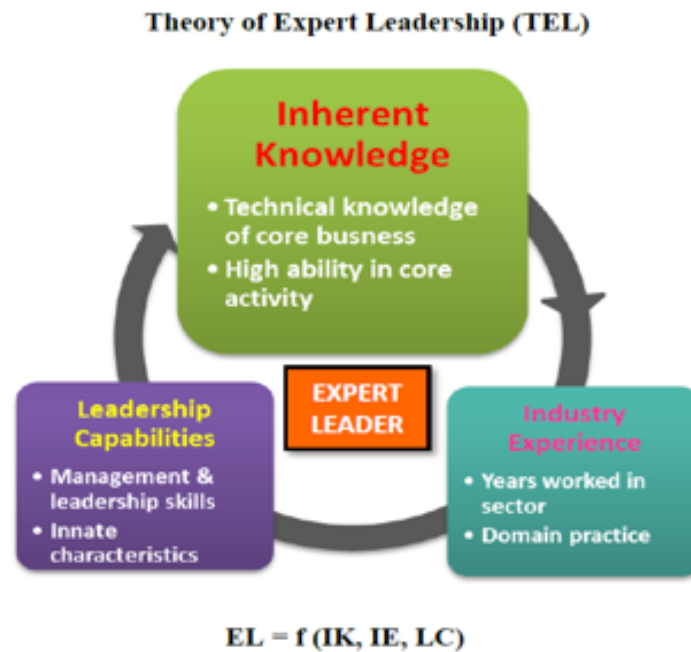 Theory of Expert Leadership (TEL)
Inherent
Knowledge
• Technical knowledge
of core busness
• High ability in core
activity
EXPERT
LEADER
Leadership
Capabilities
• Management &
leadership skills
• Innate
characteristics
Industry
Experience
• Years worked in
sector
• Domain practice
EL = f (IK, IE, LC)